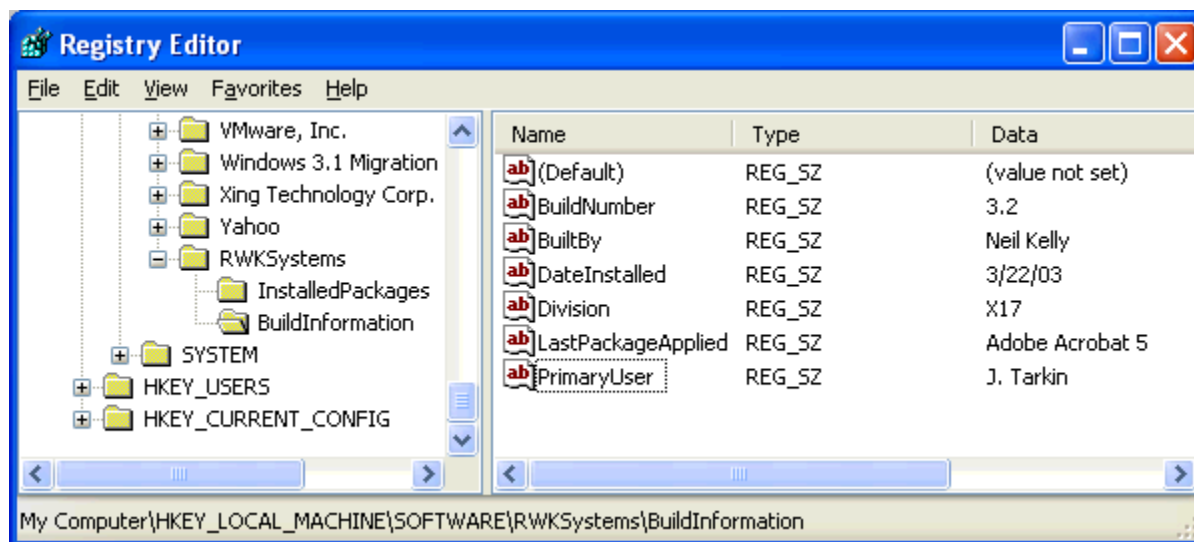 Registry Editor
File Edit View Favorites Help
VMware, Inc.
Windows 3.1 Migration
Xing Technology Corp.
Yahoo
RWKSystems
InstalledPackages
BuildInformation
SYSTEM
HKEY_USERS
HKEY_CURRENT_CONFIG
Name Type Data
(Default) REG_SZ (value not set)
BuildNumber REG_SZ 3.2
BuiltBy REG_SZ Neil Kelly
DateInstalled REG_SZ 3/22/03
Division REG_SZ X17
LastPackageApplied REG_SZ Adobe Acrobat 5
PrimaryUser REG_SZ J. Tarkin
My Computer\HKEY_LOCAL_MACHINE\SOFTWARE\RWKSystems\BuildInformation